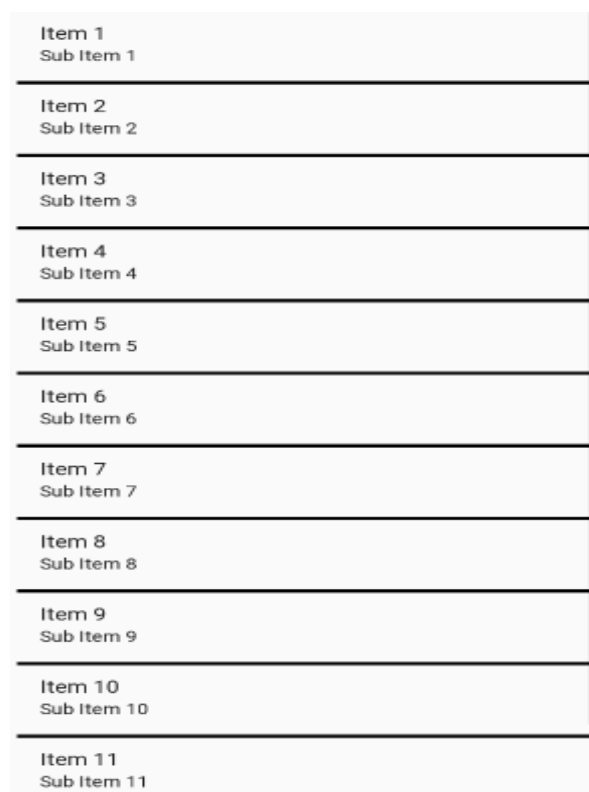 Item 1
Sub Item 1
Item 2
Sub Item 2
Item 3
Sub Item 3
Item 4
Sub Item 4
Item 5
Sub Item 5
Item 6
Sub Item 6
Item 7
Sub Item 7
Item 8
Sub Item 8
Item 9
Sub Item 9
Item 10
Sub Item 10
Item 11
Sub Item 11